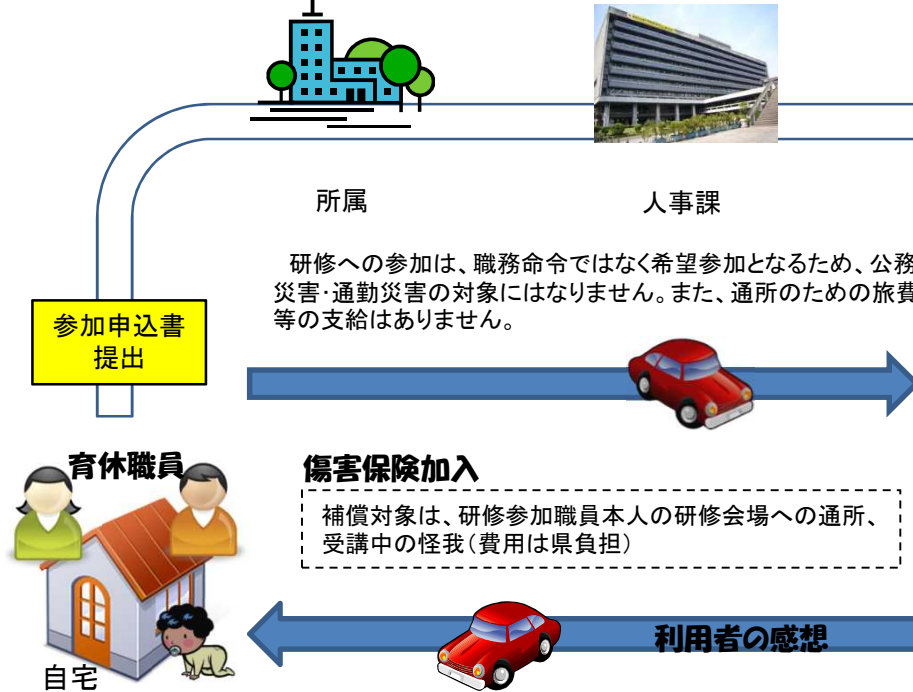 所属
人事課
研修への参加は、職務命令ではなく希望参加となるため、公務
災害・通勤災害の対象にはなりません。また、通所のための旅費
等の支給はありません。
参加申込書
提出
育休職員
傷害保険加入
補償対象は、研修参加職員本人の研修会場への通所、
受講中の怪我(費用は県負担)
利用者の感想
自宅